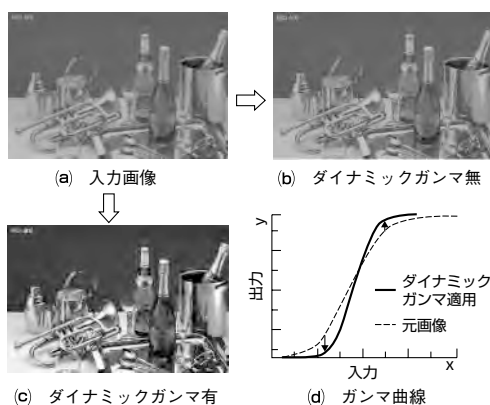 (a) 入力画像
(b) ダイナミックガンマ無
(c) ダイナミックガンマ有
y
出力
ダイナミック
ガンマ適用
元画像
入力
x
(d) ガンマ曲線